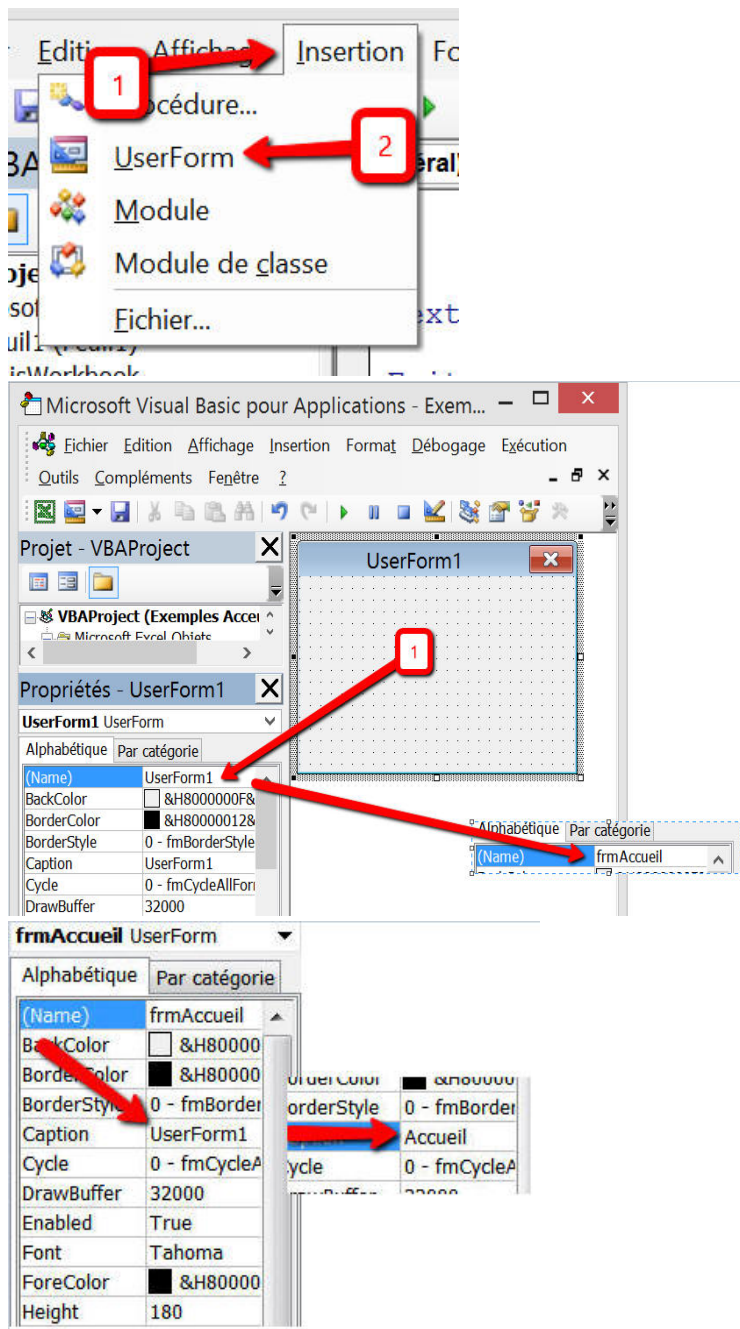 Insertion Fo
1
océdure...
UserForm
2
éral)
Module
Module de classe
ext
Fichier...
Microsoft Visual Basic pour Applications - Exem...
Fichier Edition Affichage Insertion Format Débogage Exécution
Outils Compléments Fenêtre ?
Projet - VBAProject
UserForm1
VBAProject (Exemples Accu
Microsoft Excel Objets
1
Propriétés - UserForm1
UserForm1 UserForm
Alphabétique Par catégorie
(Name) UserForm1
BackColor &H8000000F&
BorderColor &H80000012&
BorderStyle 0 - fmBorderStyle
Caption UserForm1
Cycle 0 - fmCycleAllFor
DrawBuffer 32000
Alphabétique Par catégorie
(Name) frmAccueil
frmAccueil UserForm
Alphabétique Par catégorie
(Name) frmAccueil
BackColor &H80000
BorderColor &H80000
BorderStyle 0 - fmBorder
Caption UserForm1
Cycle 0 - fmCycleA
DrawBuffer 32000
Enabled True
Font Tahoma
ForeColor &H80000
Height 180
orderStyle 0 - fmBorder
Accueil
ycle 0 - fmCycleA